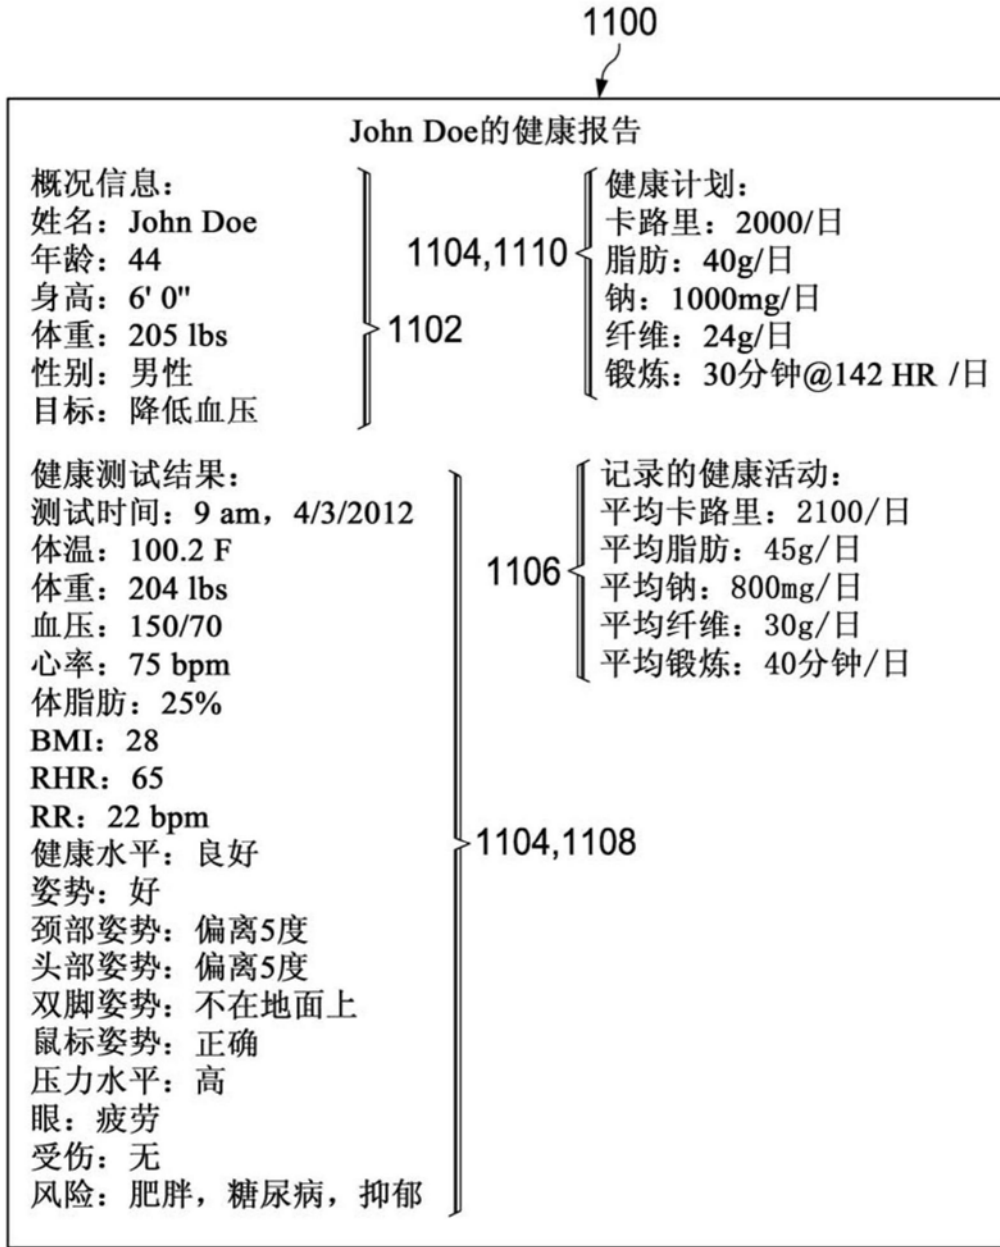 1100
John Doe的健康报告
概况信息：
姓名：John Doe
年龄：44
身高：6' 0"
体重：205 lbs
性别：男性
目标：降低血压
1102
1104,1110
健康计划：
卡路里：2000/日
脂肪：40g/日
钠：1000mg/日
纤维：24g/日
锻炼：30分钟@142 HR /日
健康测试结果：
测试时间：9 am，4/3/2012
体温：100.2 F
体重：204 lbs
血压：150/70
心率：75 bpm
体脂肪：25%
BMI：28
RHR：65
RR：22 bpm
健康水平：良好
姿势：好
颈部姿势：偏离5度
头部姿势：偏离5度
双脚姿势：不在地面上
鼠标姿势：正确
压力水平：高
眼：疲劳
受伤：无
风险：肥胖，糖尿病，抑郁
1104,1108
1106
记录的健康活动：
平均卡路里：2100/日
平均脂肪：45g/日
平均钠：800mg/日
平均纤维：30g/日
平均锻炼：40分钟/日